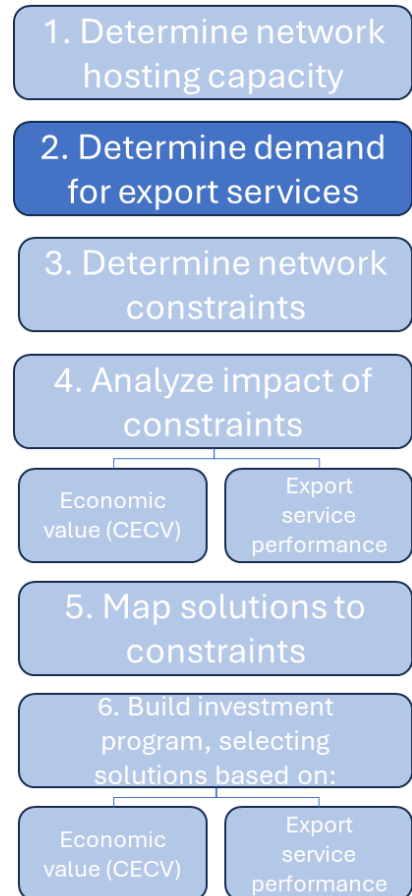 1. Determine network
hosting capacity
2. Determine demand
for export services
3. Determine network
constraints
4. Analyze impact of
constraints
Economic
value (CECV)
Export
service
performance
5. Map solutions to
constraints
6. Build investment
program, selecting
solutions based on:
Economic
value (CECV)
Export
service
performance